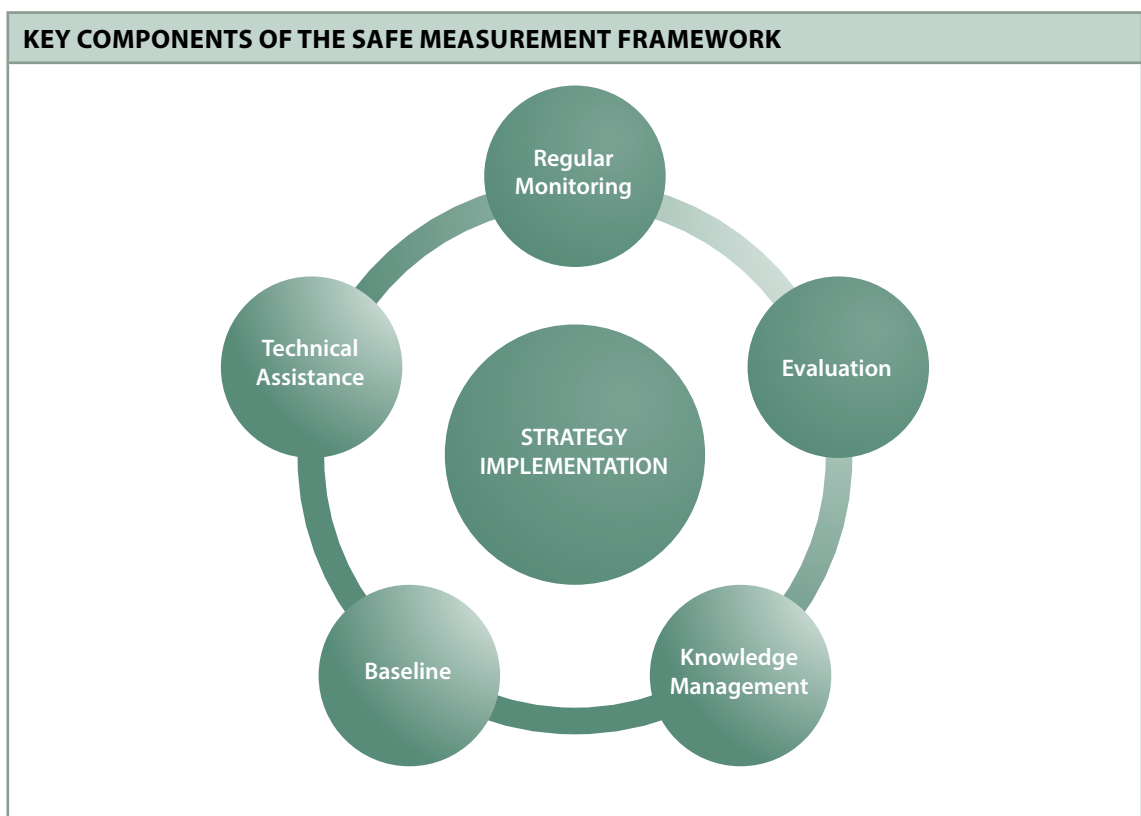 KEY COMPONENTS OF THE SAFE MEASUREMENT FRAMEWORK
Regular
Monitoring
Technical
Assistance
Evaluation
STRATEGY
IMPLEMENTATION
Baseline
Knowledge
Management